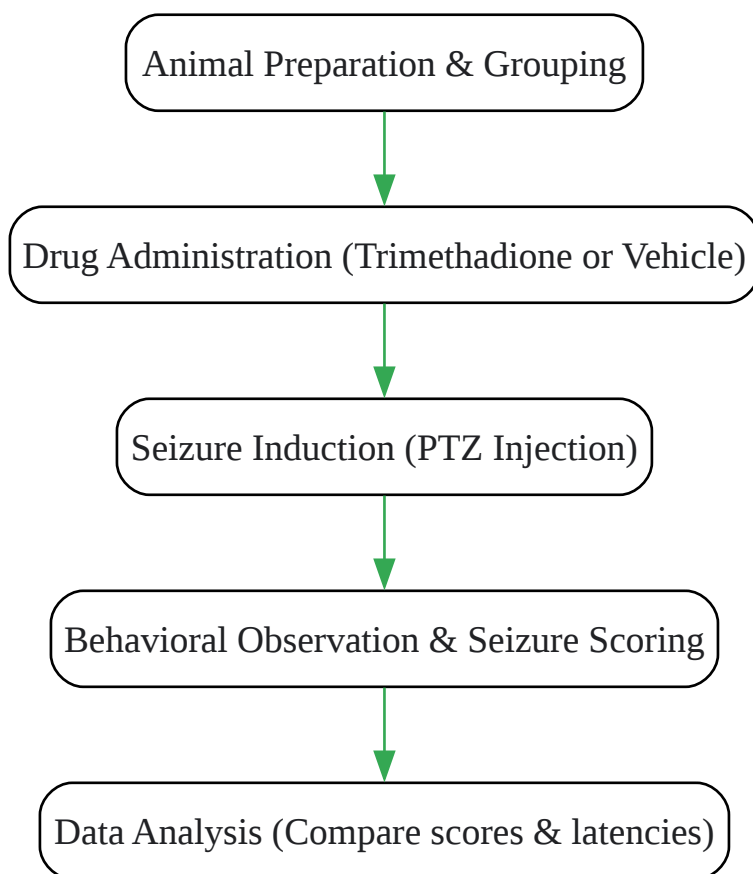 Animal Preparation & Grouping
Drug Administration (Trimethadione or Vehicle)
Seizure Induction (PTZ Injection)
Behavioral Observation & Seizure Scoring
Data Analysis (Compare scores & latencies)